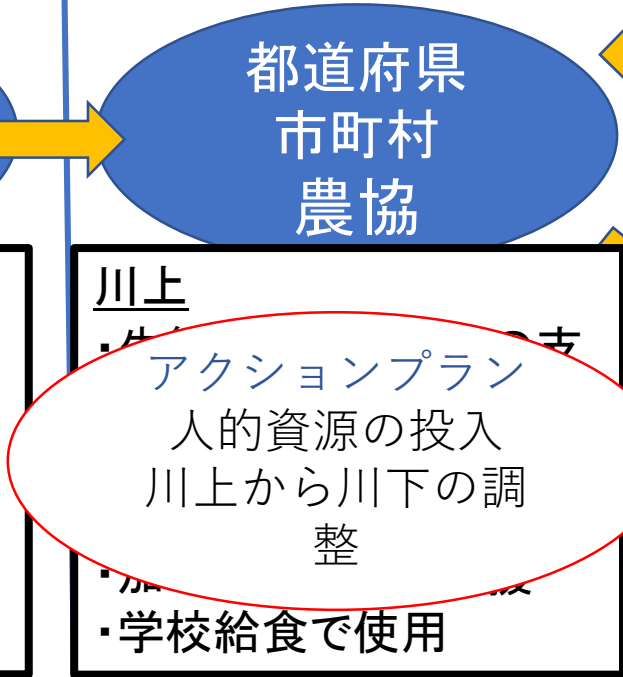 都道府県
市町村
農協
川上
アクションプラン
人的資源の投入
川上から川下の調
整
・学校給食で使用